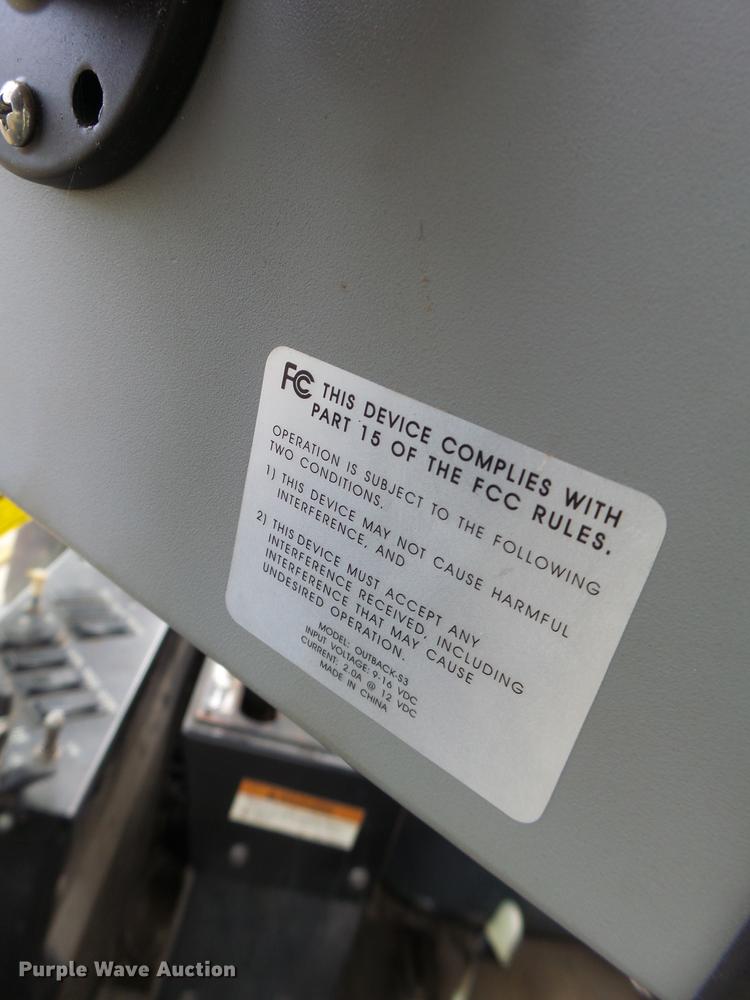 FC THIS DEVICE COMPLIES WITH
PART 15 OF THE FCC RULES.
OPERATION IS SUBJECT TO THE FOLLOWING
TWO CONDITIONS.
1) THIS DEVICE MAY NOT CAUSE HARMFUL
INTERFERENCE, AND
2) THIS DEVICE MUST ACCEPT ANY
INTERFERENCE RECEIVED, INCLUDING
INTERFERENCE THAT MAY CAUSE
UNDESIRED OPERATION.
MODEL: OUTBACK-S3
INPUT VOLTAGE: 9-16 VDC
CURRENT: 2.0A @ 12 VDC
MADE IN CHINA
Purple Wave Auction